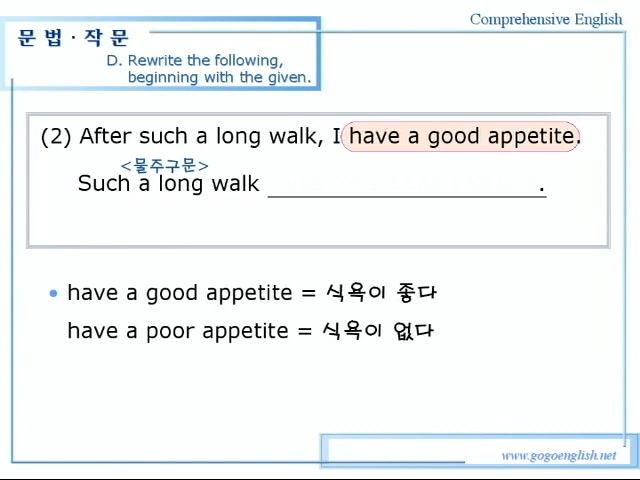 Comprehensive English
문법·작문
D. Rewrite the following,
beginning with the given.
(2) After such a long walk, I have a good appetite.
<물주구문>
Such a long walk ____________________.
• have a good appetite = 식욕이 좋다
have a poor appetite = 식욕이 없다
www.gogoenglish.net